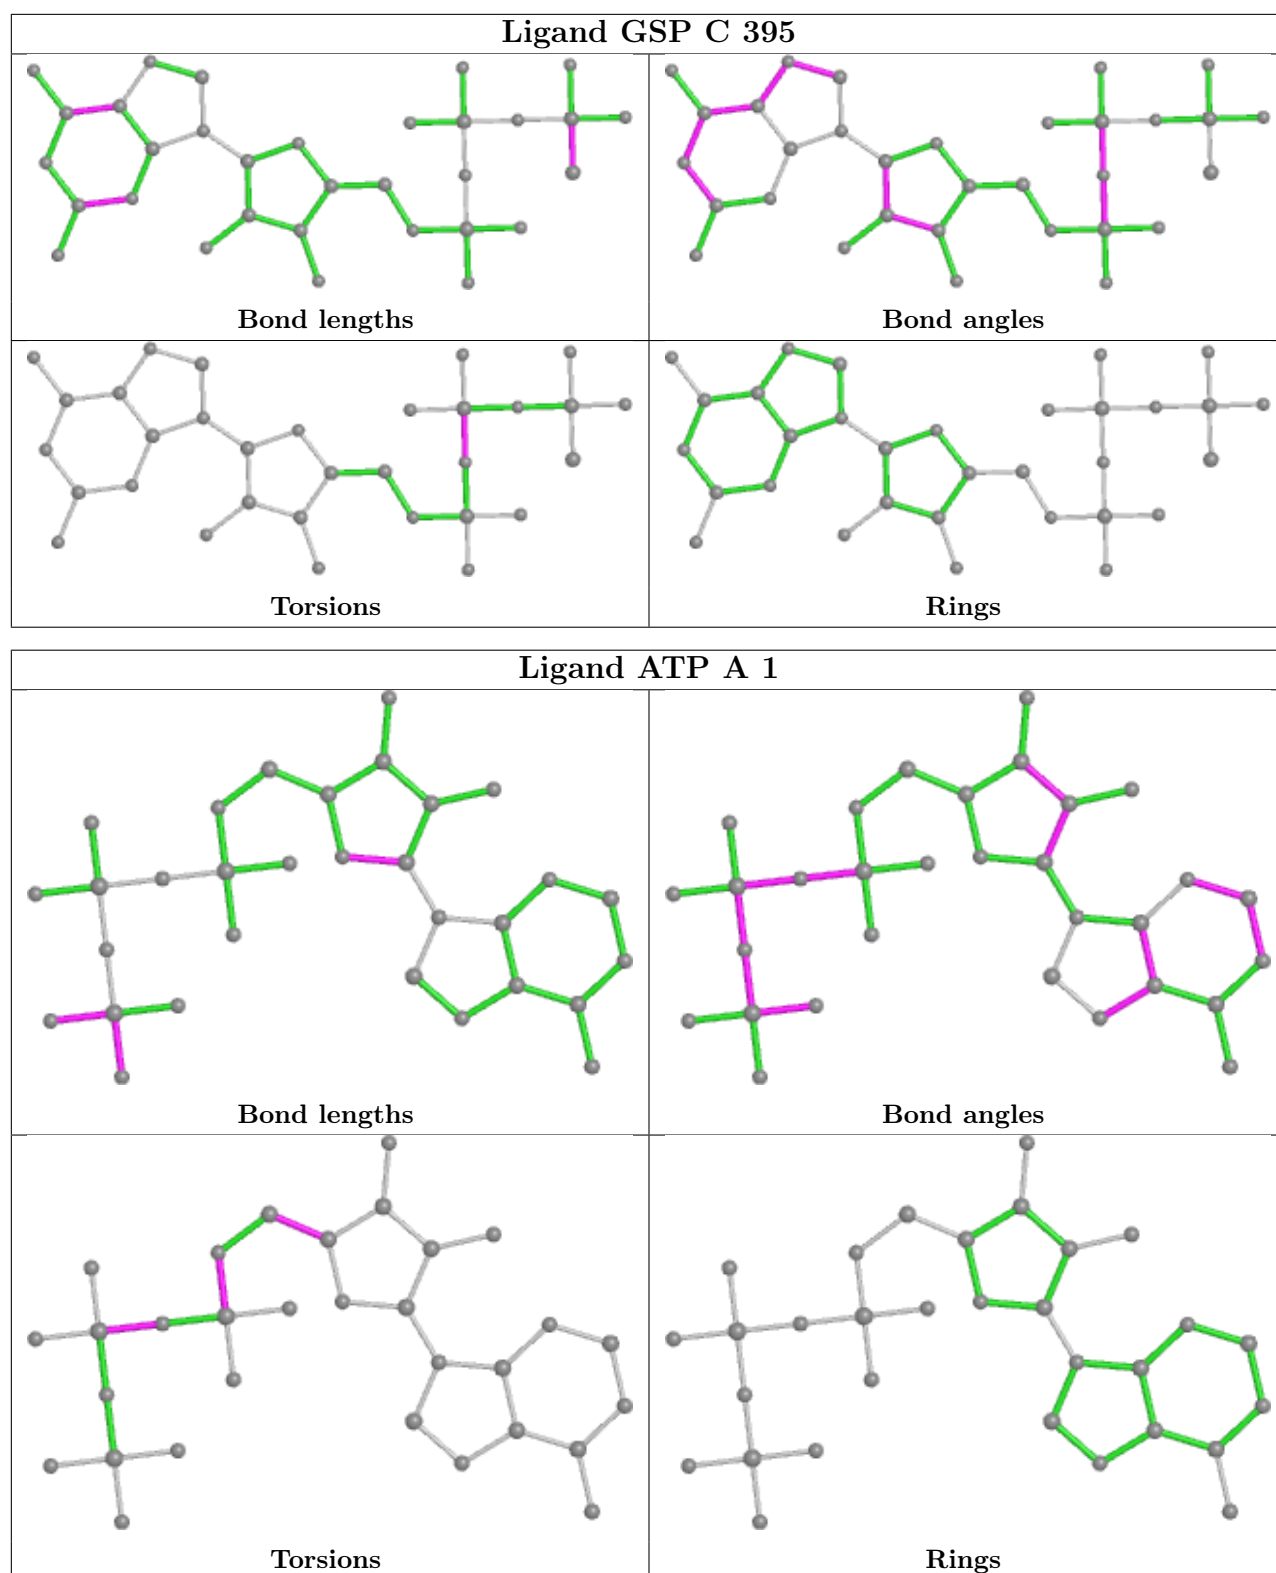 Ligand GSP C 395
Bond lengths
Bond angles
Torsions
Rings
Ligand ATP A 1
Bond lengths
Bond angles
Torsions
Rings